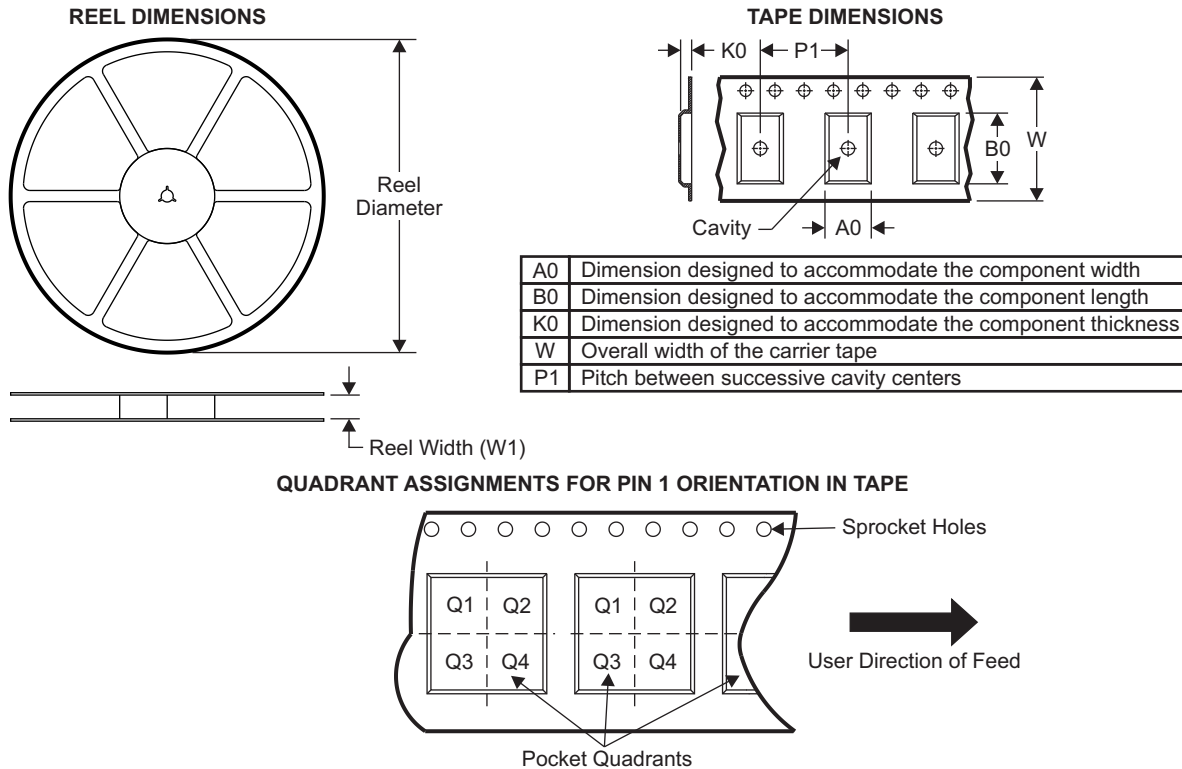 REEL DIMENSIONS
Reel
Diameter
Reel Width (W1)
TAPE DIMENSIONS
K0
P1
B0
W
Cavity
A0
A0 Dimension designed to accommodate the component width
B0 Dimension designed to accommodate the component length
K0 Dimension designed to accommodate the component thickness
W Overall width of the carrier tape
P1 Pitch between successive cavity centers
QUADRANT ASSIGNMENTS FOR PIN 1 ORIENTATION IN TAPE
Sprocket Holes
Q1 Q2 Q1 Q2
Q3 Q4 Q3 Q4
User Direction of Feed
Pocket Quadrants